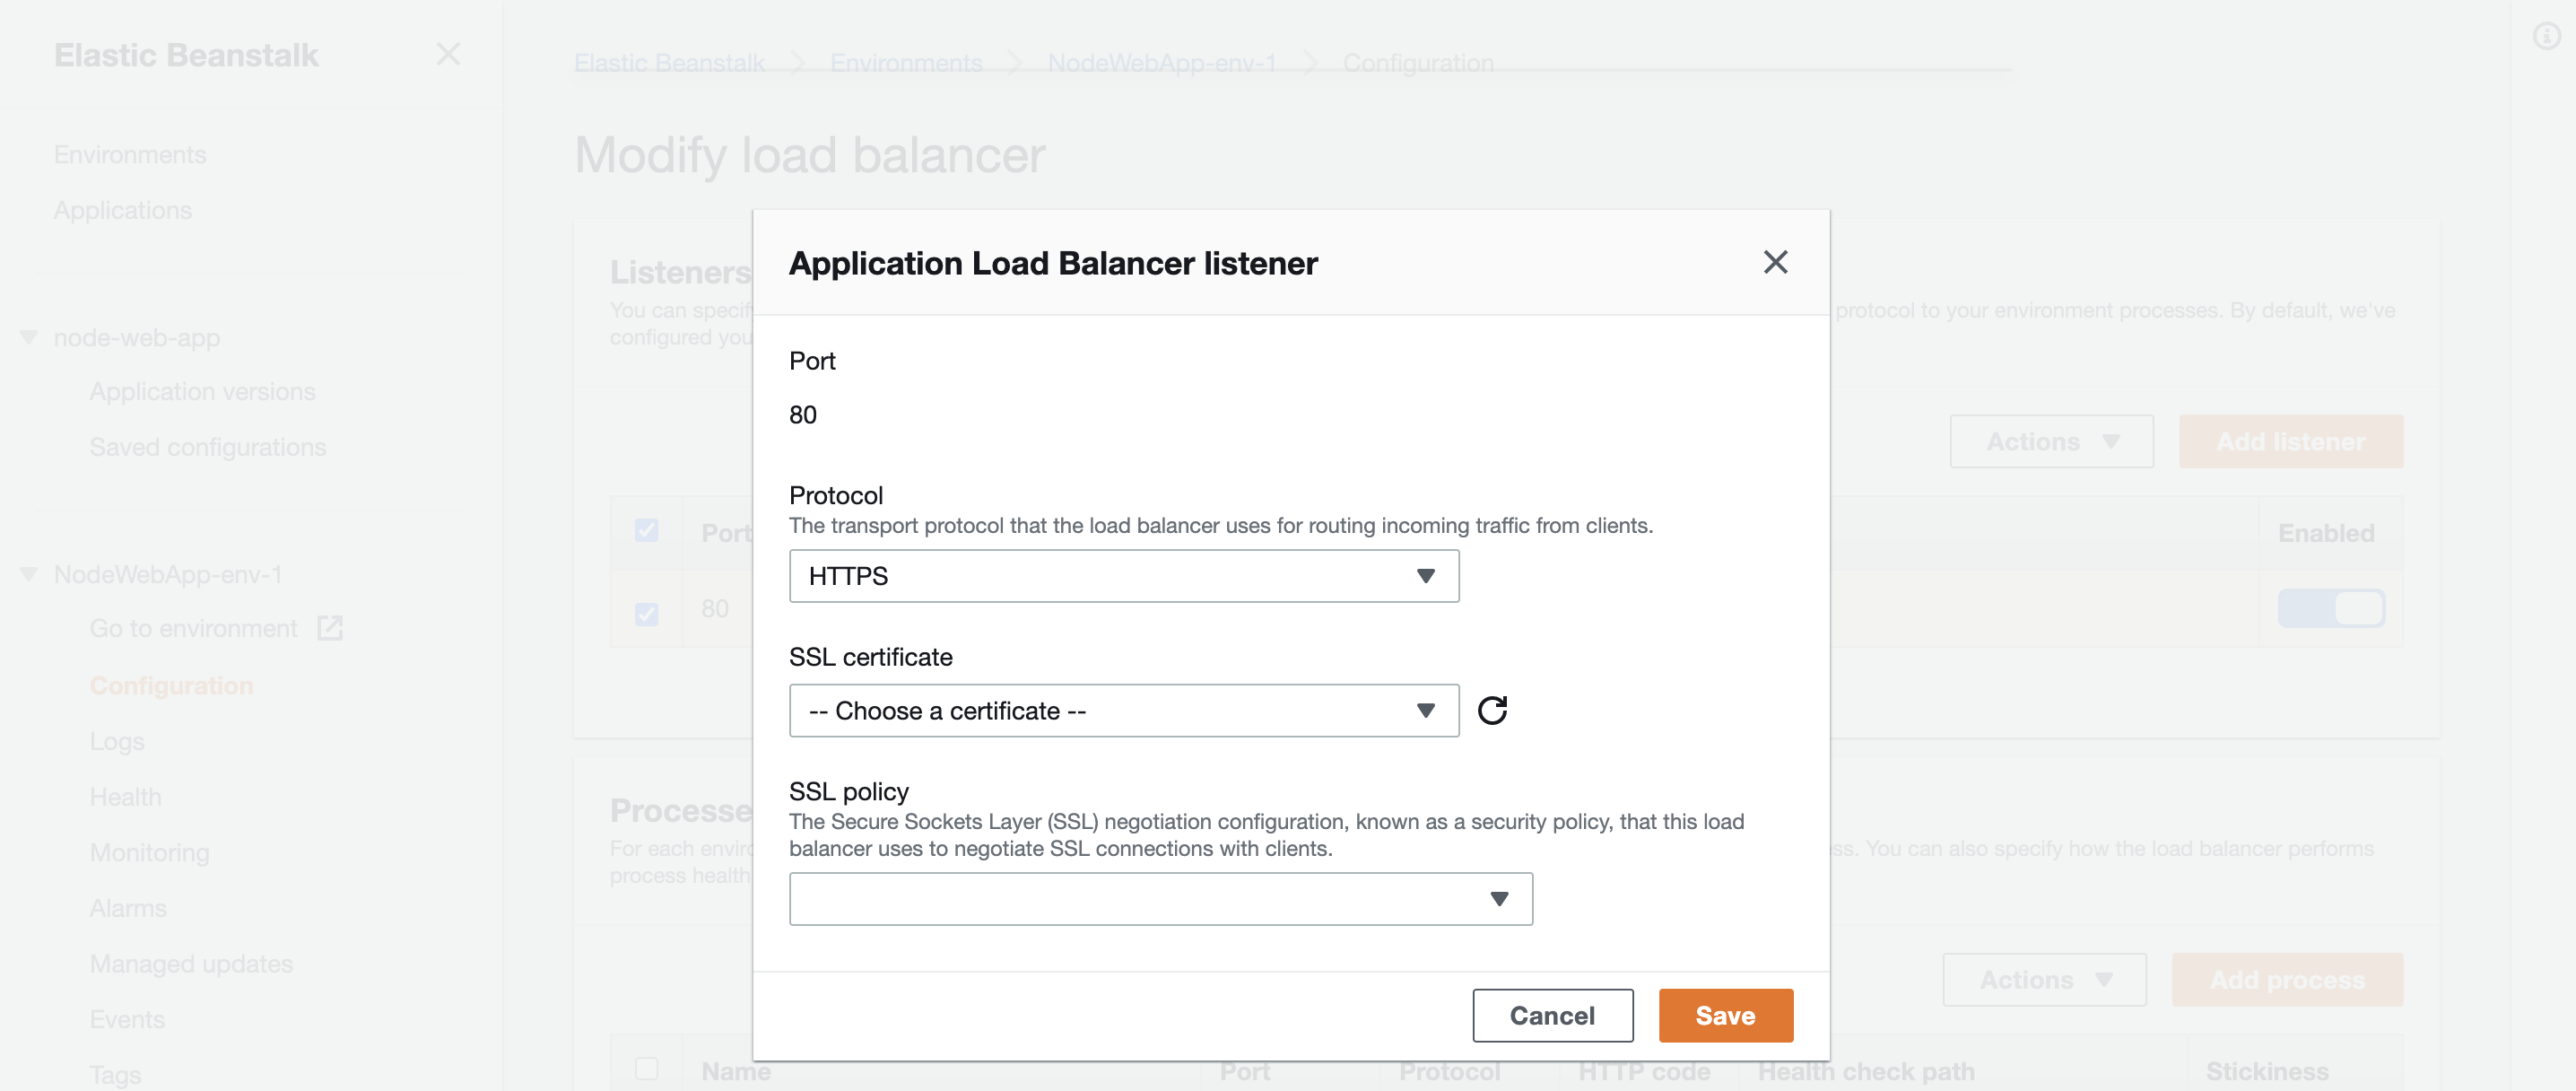 Elastic Beanstalk
Environments
Applications
node-web-app
Application versions
Saved configurations
NodeWebApp-env-1
Go to environment
Configuration
Logs
Health
Monitoring
Alarms
Managed updates
Events
Tags
Elastic Beanstalk
Environments
NodeWebApp-env-1
Configuration
Modify load balancer
Listeners
You can specify
protocol to your environment processes. By default, we've
configured you
Actions
Add listener
Port
Enabled
80
Processe
For each enviro
ss. You can also specify how the load balancer performs
process health
Actions
Add process
Name
Port
Protocol
HTTP code
Health check path
Stickiness
Application Load Balancer listener
Port
80
Protocol
The transport protocol that the load balancer uses for routing incoming traffic from clients.
HTTPS
SSL certificate
-- Choose a certificate --
SSL policy
The Secure Sockets Layer (SSL) negotiation configuration, known as a security policy, that this load
balancer uses to negotiate SSL connections with clients.
Cancel
Save